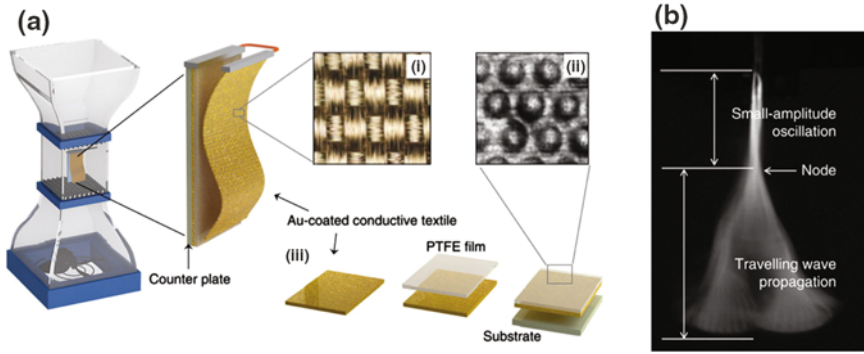 (a)
(i)
(ii)
Au-coated conductive textile
(iii)
PTFE film
Counter plate
Substrate
(b)
Small-amplitude
oscillation
Node
Travelling wave
propagation